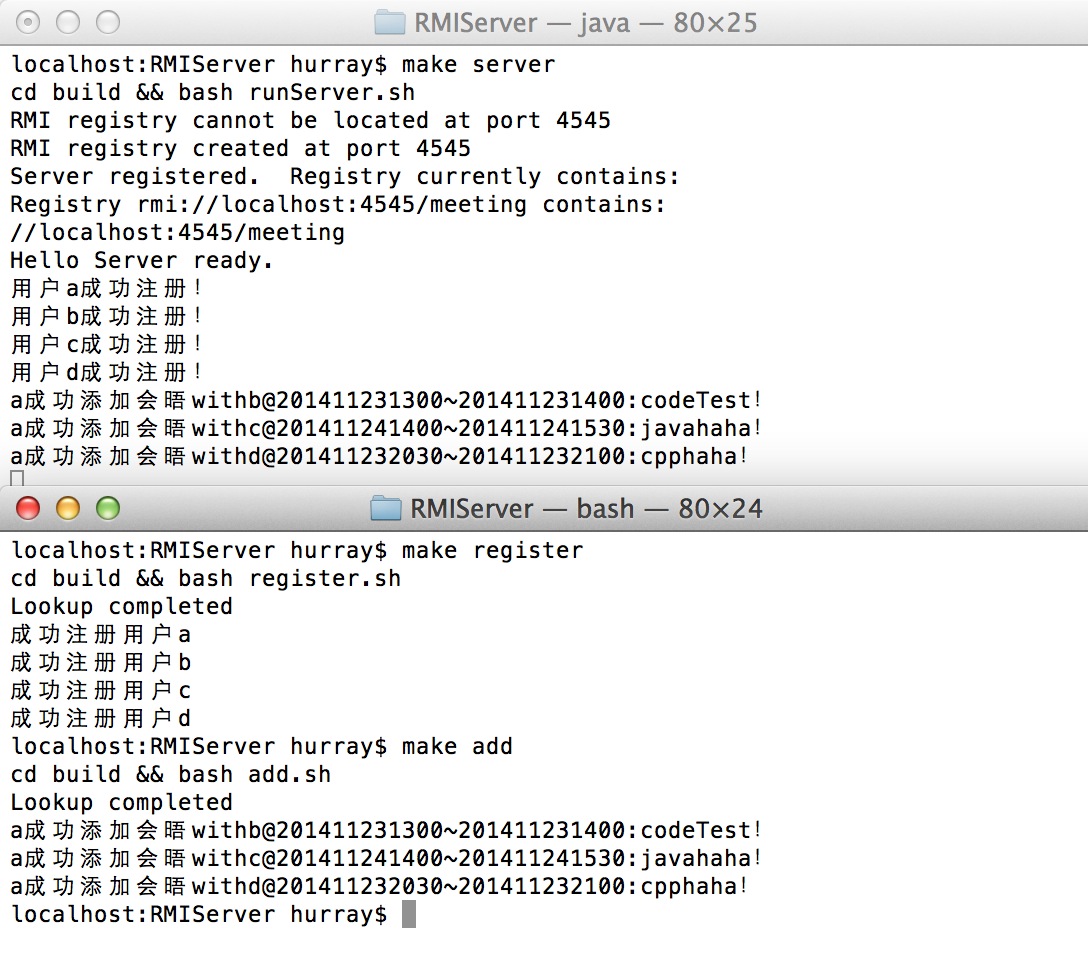 RMIServer — java — 80×25
localhost:RMIServer hurray$ make server
cd build && bash runServer.sh
RMI registry cannot be located at port 4545
RMI registry created at port 4545
Server registered.  Registry currently contains:
Registry rmi://localhost:4545/meeting contains:
//localhost:4545/meeting
Hello Server ready.
用户a成功注册！
用户b成功注册！
用户c成功注册！
用户d成功注册！
a成功添加会晤withb@201411231300~201411231400:codeTest!
a成功添加会晤withc@201411241400~201411241530:javahaha!
a成功添加会晤withd@201411232030~201411232100:cpphaha!
RMIServer — bash — 80×24
localhost:RMIServer hurray$ make register
cd build && bash register.sh
Lookup completed
成功注册用户a
成功注册用户b
成功注册用户c
成功注册用户d
localhost:RMIServer hurray$ make add
cd build && bash add.sh
Lookup completed
a成功添加会晤withb@201411231300~201411231400:codeTest!
a成功添加会晤withc@201411241400~201411241530:javahaha!
a成功添加会晤withd@201411232030~201411232100:cpphaha!
localhost:RMIServer hurray$